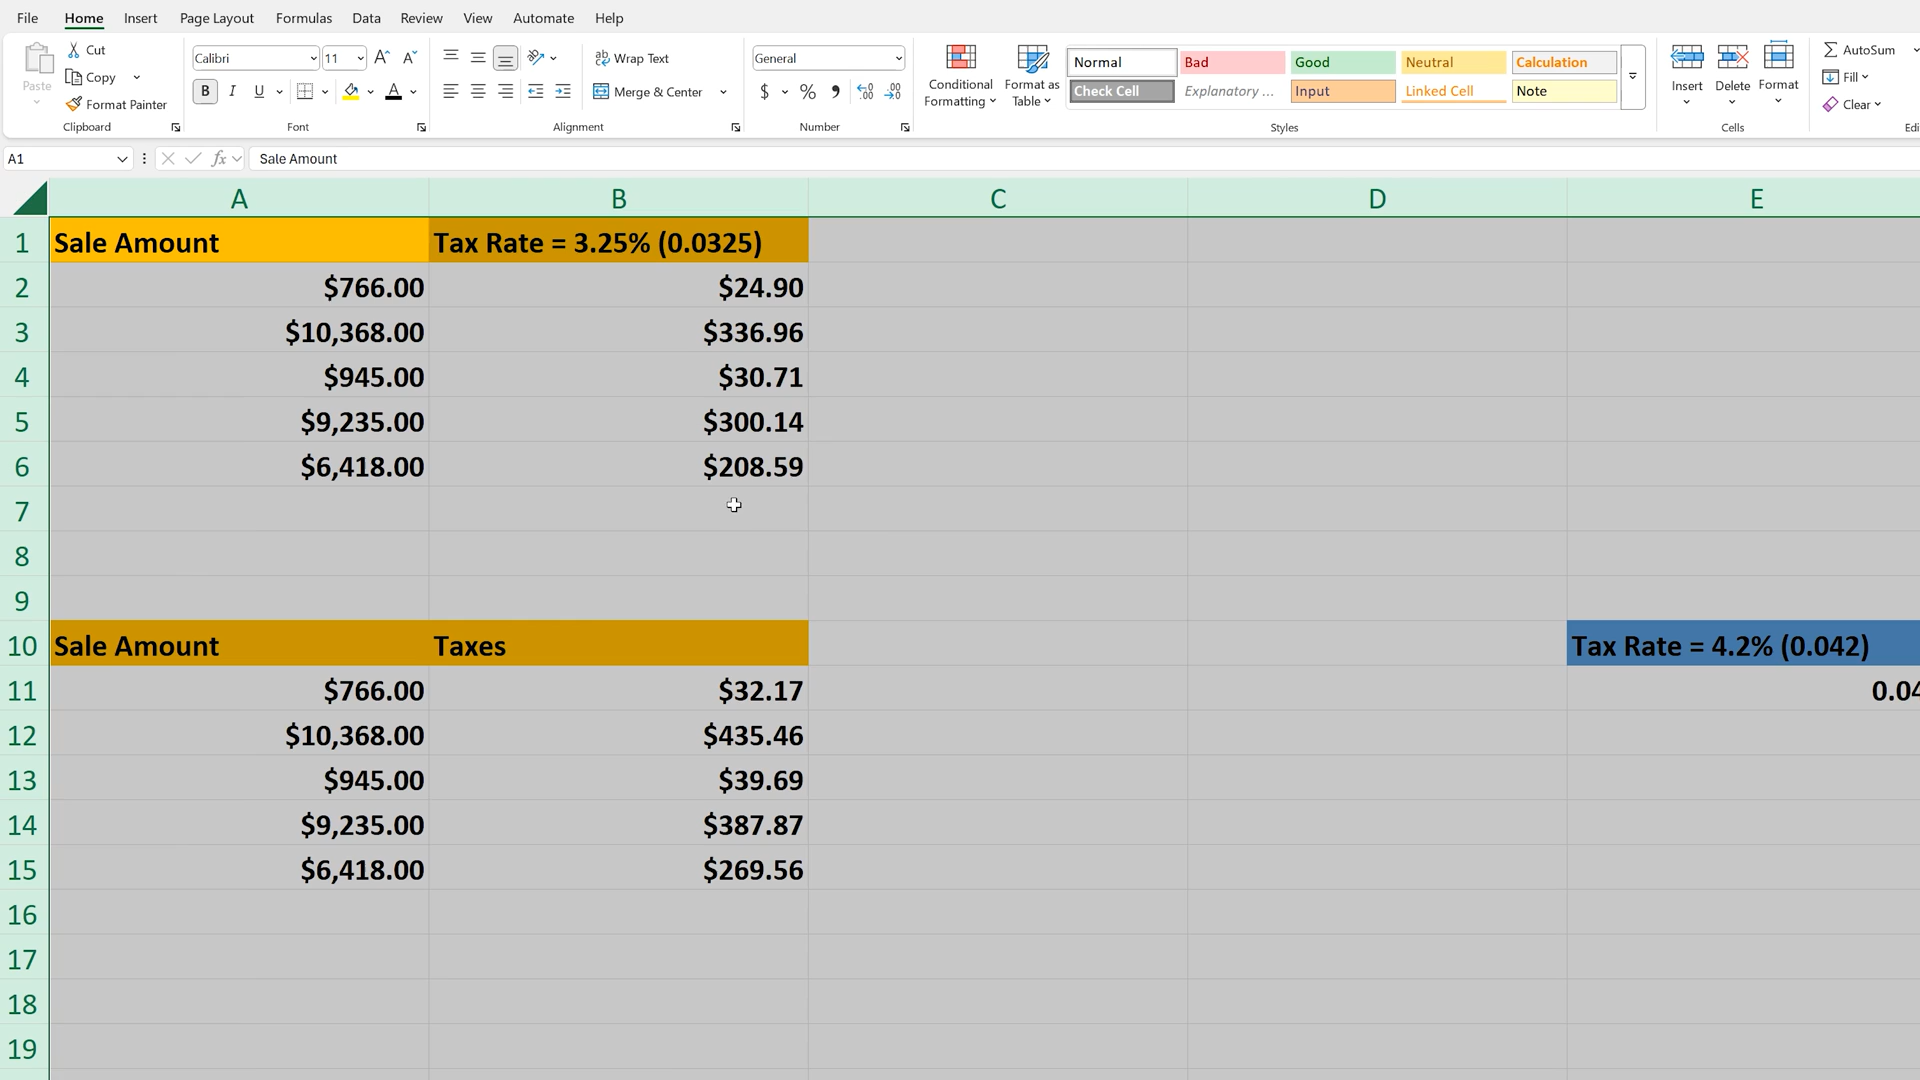 File Home Insert Page Layout Formulas Data Review View Automate Help
Paste
Cut
Copy
Format Painter
Clipboard
Calibri 11
B I U
Font
Wrap Text
Merge & Center
Alignment
General
$ % ,
Number
Conditional Formatting
Format as Table
Normal Bad Good Neutral Calculation
Check Cell Explanatory ... Input Linked Cell Note
Styles
Insert Delete Format
Cells
AutoSum
Fill
Clear
Edi
A1 fx Sale Amount
A B C D E
1 Sale Amount Tax Rate = 3.25% (0.0325)
2 $766.00 $24.90
3 $10,368.00 $336.96
4 $945.00 $30.71
5 $9,235.00 $300.14
6 $6,418.00 $208.59
7
8
9
10 Sale Amount Taxes Tax Rate = 4.2% (0.042)
11 $766.00 $32.17 0.04
12 $10,368.00 $435.46
13 $945.00 $39.69
14 $9,235.00 $387.87
15 $6,418.00 $269.56
16
17
18
19